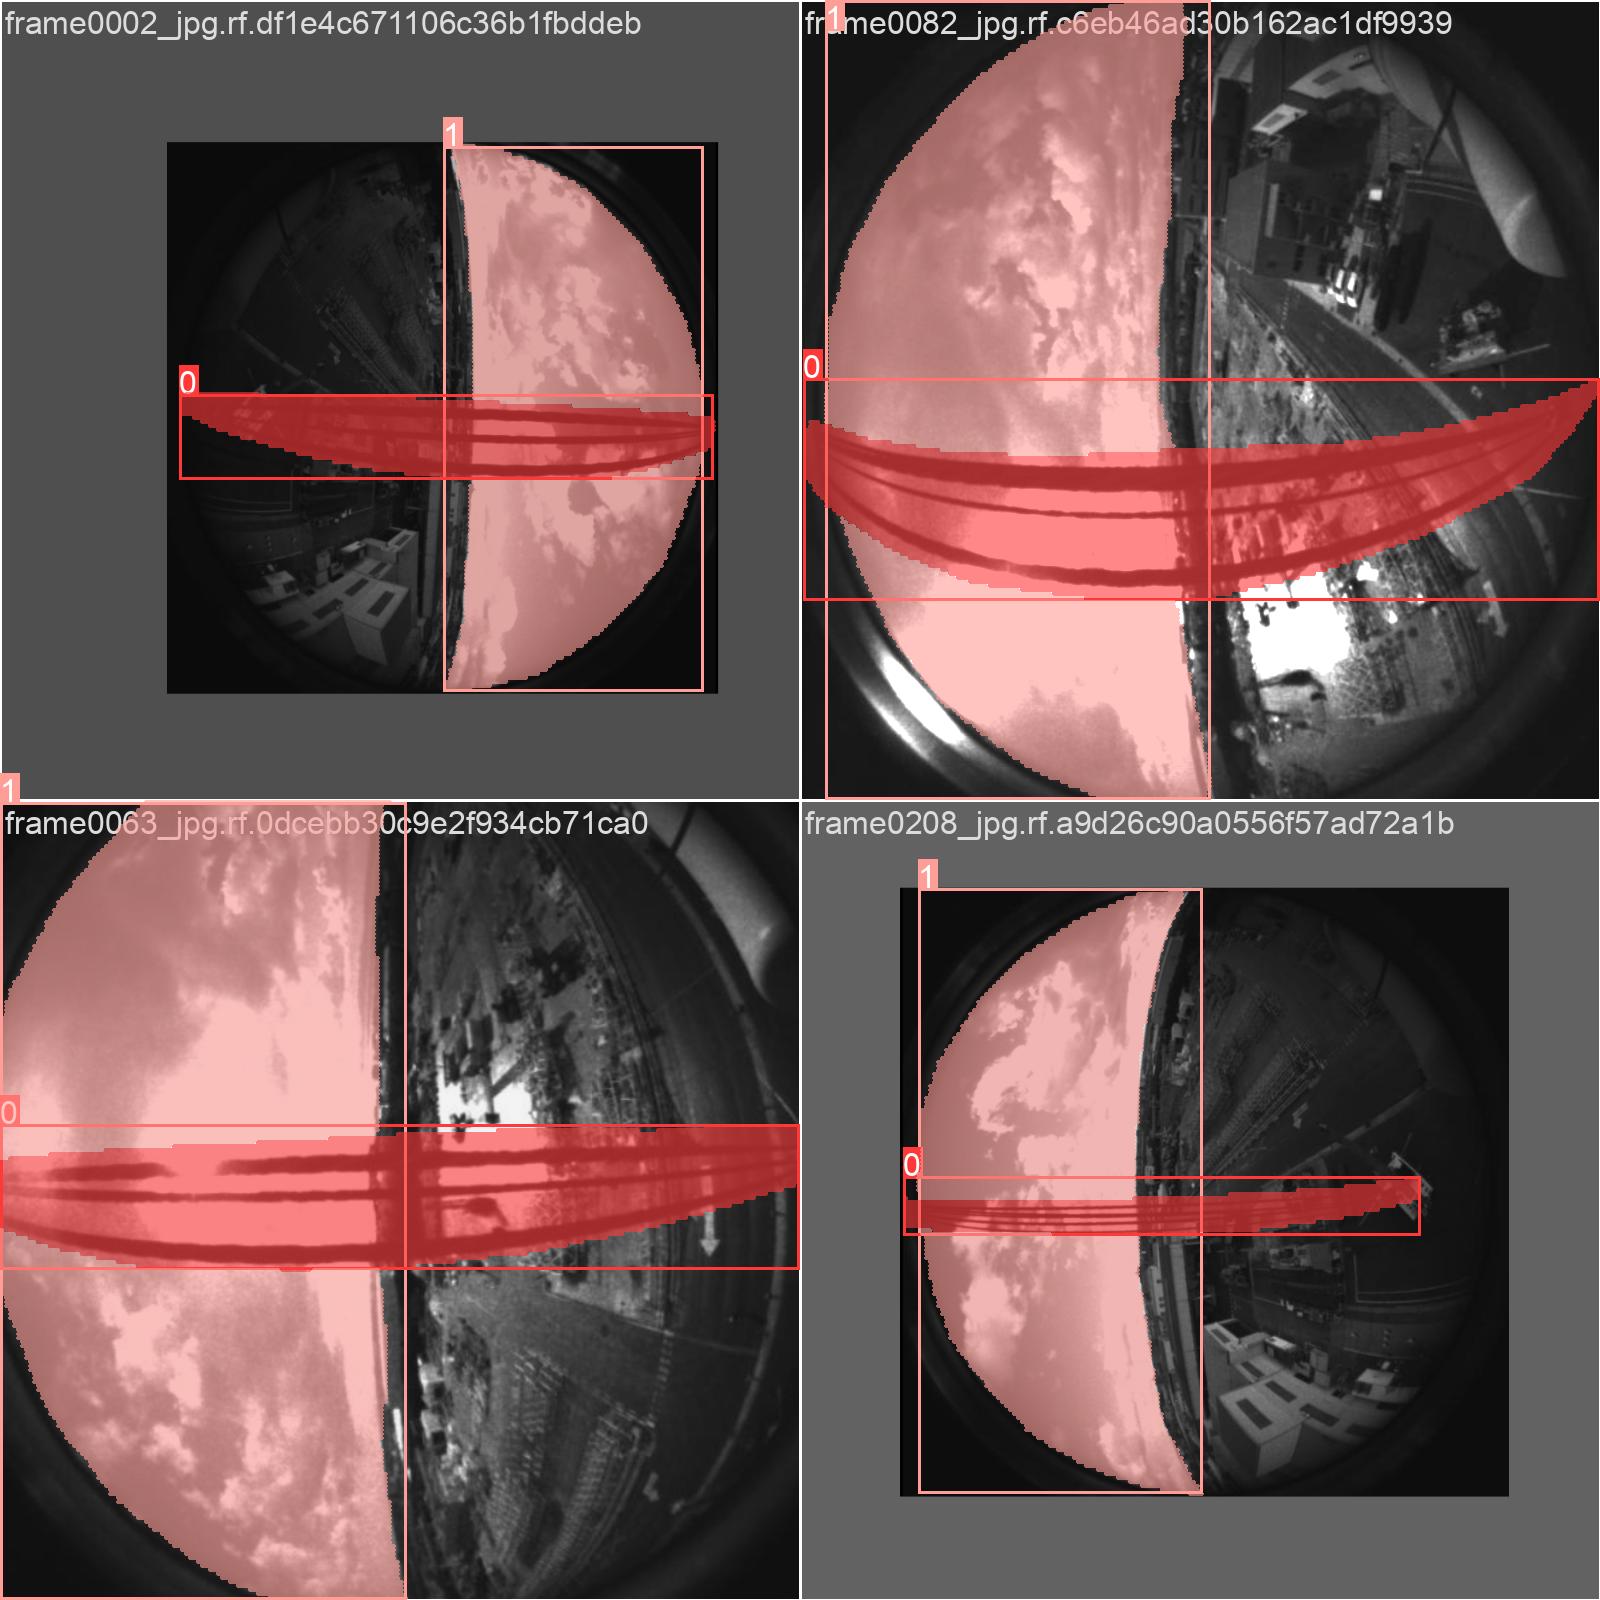 frame0002_jpg.rf.df1e4c671106c36b1fbddeb
1
0
frame0082_jpg.rf.c6eb46ad30b162ac1df9939
1
0
frame0063_jpg.rf.0dcebb30c9e2f934cb71ca0
1
0
frame0208_jpg.rf.a9d26c90a0556f57ad72a1b
1
0